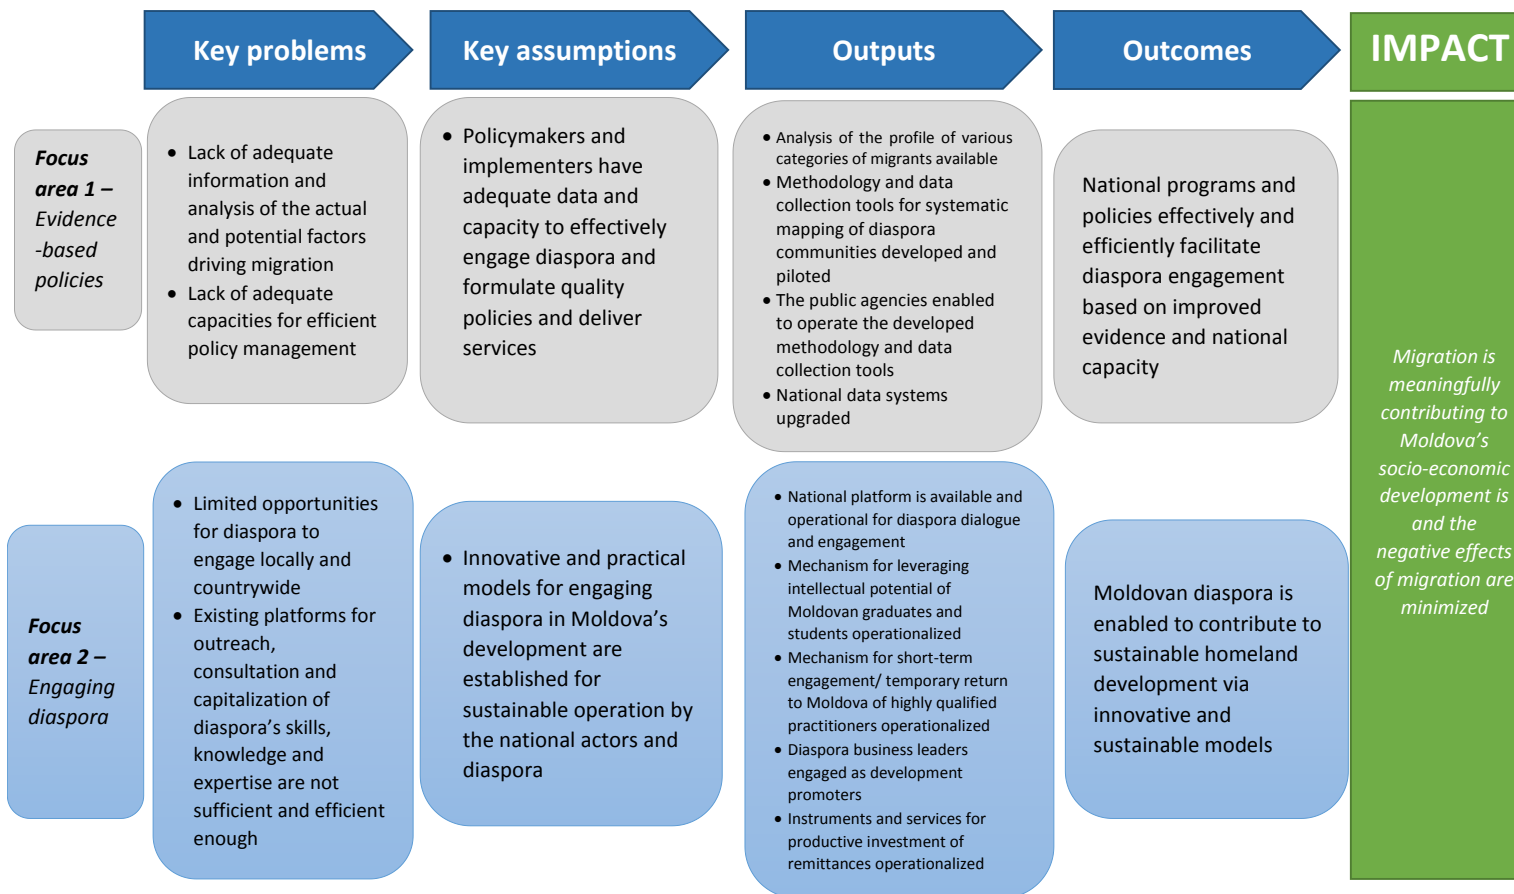 Key problems
Key assumptions
Outputs
Outcomes
IMPACT
Focus
area 1 –
Evidence
-based
policies
• Lack of adequate
information and
analysis of the actual
and potential factors
driving migration
• Lack of adequate
capacities for efficient
policy management
• Policymakers and
implementers have
adequate data and
capacity to effectively
engage diaspora and
formulate quality
policies and deliver
services
• Analysis of the profile of various
categories of migrants available
• Methodology and data
collection tools for systematic
mapping of diaspora
communities developed and
piloted
• The public agencies enabled
to operate the developed
methodology and data
collection tools
• National data systems
upgraded
National programs and
policies effectively and
efficiently facilitate
diaspora engagement
based on improved
evidence and national
capacity
Focus
area 2 –
Engaging
diaspora
• Limited opportunities
for diaspora to
engage locally and
countrywide
• Existing platforms for
outreach,
consultation and
capitalization of
diaspora’s skills,
knowledge and
expertise are not
sufficient and efficient
enough
• Innovative and practical
models for engaging
diaspora in Moldova’s
development are
established for
sustainable operation by
the national actors and
diaspora
• National platform is available and
operational for diaspora dialogue
and engagement
• Mechanism for leveraging
intellectual potential of
Moldovan graduates and
students operationalized
• Mechanism for short-term
engagement/ temporary return
to Moldova of highly qualified
practitioners operationalized
• Diaspora business leaders
engaged as development
promoters
• Instruments and services for
productive investment of
remittances operationalized
Moldovan diaspora is
enabled to contribute to
sustainable homeland
development via
innovative and
sustainable models
Migration is
meaningfully
contributing to
Moldova’s
socio-economic
development is
and the
negative effects
of migration are
minimized